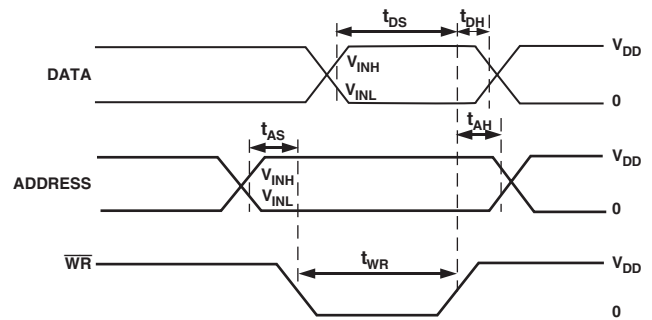 tDS tDH
VDD
DATA
VINH
VINL
0
tAS tAH
VDD
ADDRESS
VINH
VINL
0
WR
tWR
VDD
0